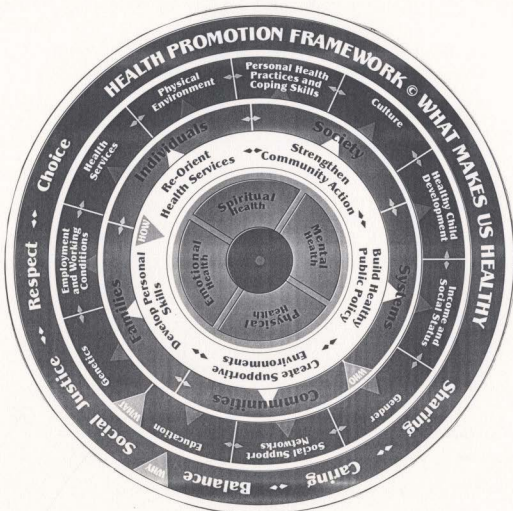 HEALTH PROMOTION FRAMEWORK © WHAT MAKES US HEALTHY
Sharing
Caring
Balance
Social Justice
Respect
Choice
Personal Health
Practices and
Coping Skills
Culture
Healthy Child
Development
Income and
Social Status
Gender
Social Support
Networks
Education
Genetics
Employment
and Working
Conditions
Health
Services
Physical
Environment
WHY
WHAT
WHO
HOW
Individuals
Society
Systems
Communities
Families
Re-Orient
Health Services
Strengthen
Community Action
Build Healthy
Public Policy
Create Supportive
Environments
Develop Personal
Skills
Spiritual
Health
Mental
Health
Physical
Health
Emotional
Health